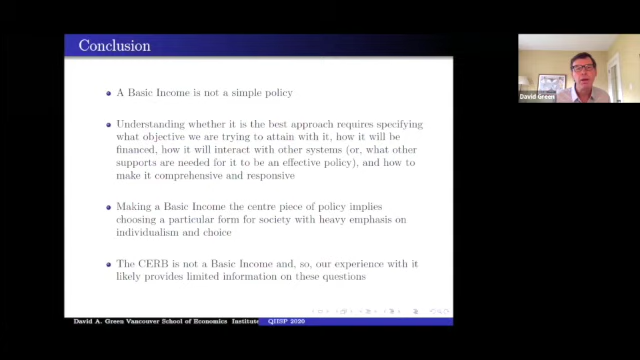 Conclusion
A Basic Income is not a simple policy
Understanding whether it is the best approach requires specifying
what objective we are trying to attain with it, how it will be
financed, how it will interact with other systems (or, what other
supports are needed for it to be an effective policy), and how to
make it comprehensive and responsive
Making a Basic Income the centre piece of policy implies
choosing a particular form for society with heavy emphasis on
individualism and choice
The CERB is not a Basic Income and, so, our experience with it
likely provides limited information on these questions
David A. Green Vancouver School of Economics Institute QIISP 2020
David Green